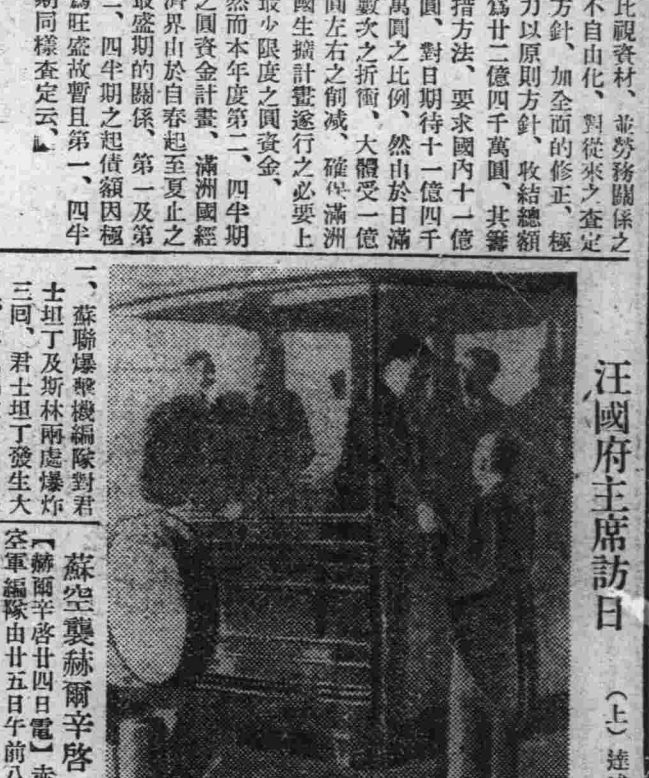 比視資材、並勞務關係之
不自由化、對從來之查定
方針、加全面的修正、極
力以原則方針、收結總額
爲廿二億四千萬圓、其籌
措方法、要求國內十一億
圓、對日期待十一億四千
萬圓之比例、然由於日滿
數次之折衝、大體受一億
圓左右之削減、確保滿洲
國生擴計畫遂行之必要上
最少限度之圓資金、
然而本年度第二、四半期
之圓資金計畫、滿洲國經
濟界由於自春起至夏止之
最盛期的關係、第一及第
二、四半期之起債額因極
爲旺盛故暫且第一、四半
期同樣查定云、
汪國府主席訪日
(上)達
一、蘇聯爆擊機編隊對君
士坦丁及斯林兩處爆炸
三回、君士坦丁發生大
蘇空襲赫爾辛啓
【赫爾辛啓廿四日電】赤
空軍編隊由廿五日午前八